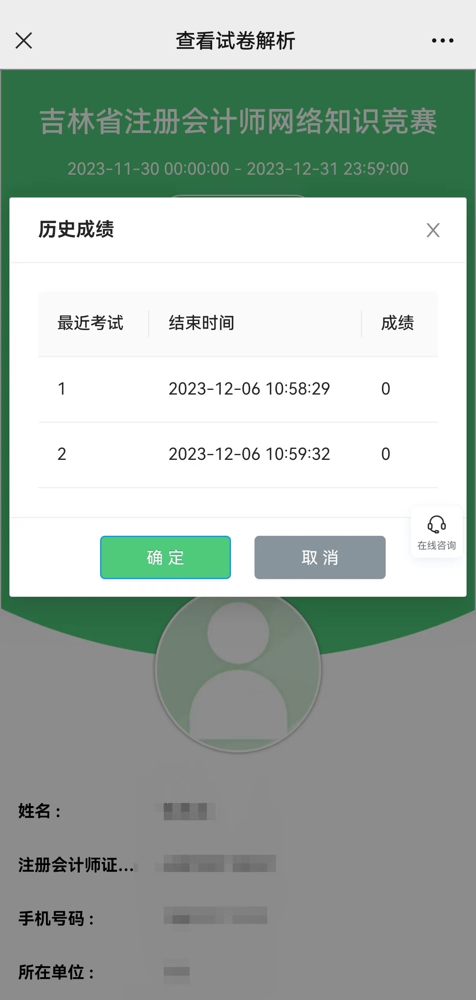 查看试卷解析
吉林省注册会计师网络知识竞赛
2023-11-30 00:00:00 - 2023-12-31 23:59:00
历史成绩
最近考试 结束时间 成绩
1 2023-12-06 10:58:29 0
2 2023-12-06 10:59:32 0
在线咨询
确定 取消
姓名：
注册会计师证...
手机号码：
所在单位：